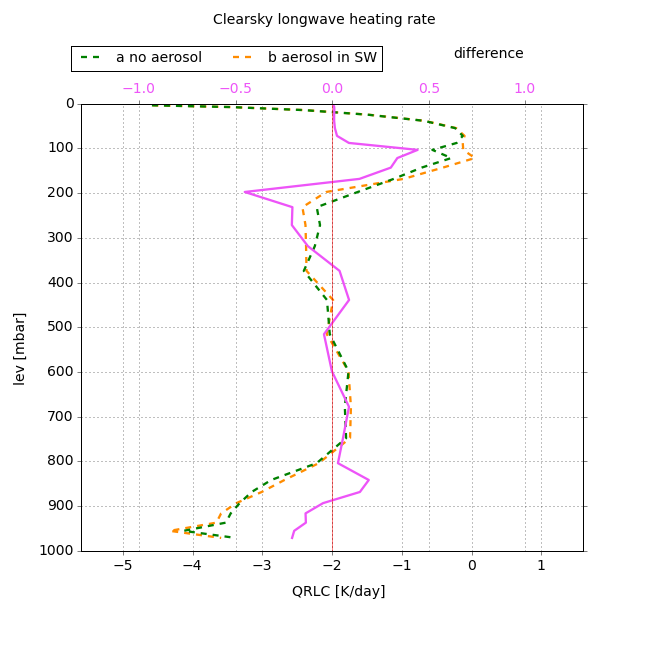 Clearsky longwave heating rate
a no aerosol b aerosol in SW difference
−1.0 −0.5 0.0 0.5 1.0
0
100
200
300
400
500
600
700
800
900
1000
lev [mbar]
−5 −4 −3 −2 −1 0 1
QRLC [K/day]